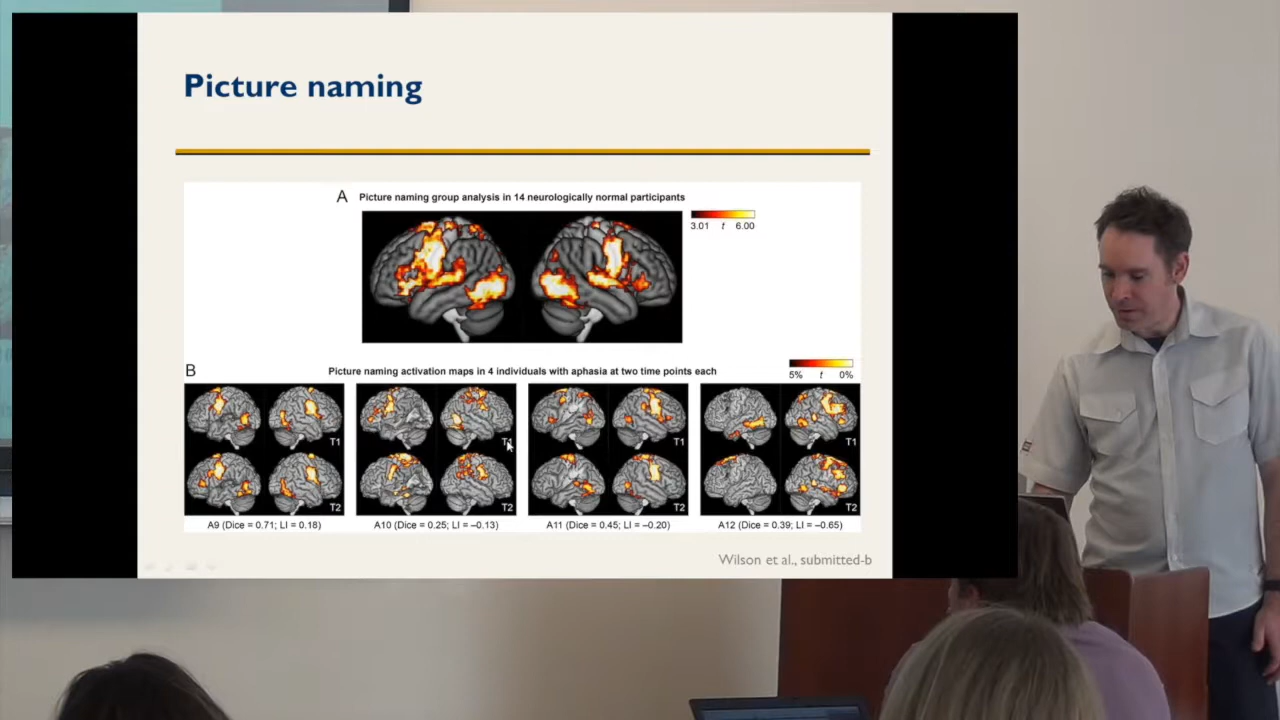 Picture naming
A Picture naming group analysis in 14 neurologically normal participants
3.01 t 6.00
B Picture naming activation maps in 4 individuals with aphasia at two time points each
5% t 0%
T1 T1 T1 T1
T2 T2 T2 T2
A9 (Dice = 0.71; LI = 0.18) A10 (Dice = 0.25; LI = –0.13) A11 (Dice = 0.45; LI = –0.20) A12 (Dice = 0.39; LI = –0.65)
Wilson et al., submitted-b